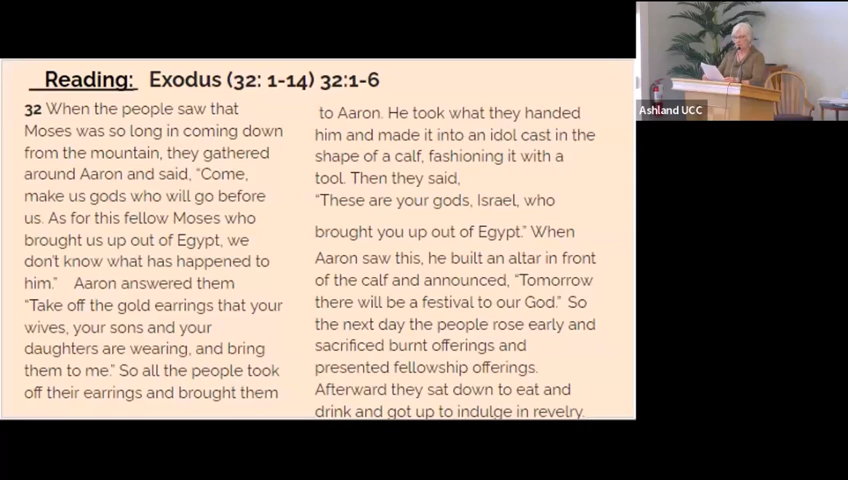 Reading: Exodus (32: 1-14) 32:1-6
32 When the people saw that
Moses was so long in coming down
from the mountain, they gathered
around Aaron and said, “Come,
make us gods who will go before
us. As for this fellow Moses who
brought us up out of Egypt, we
don’t know what has happened to
him.” Aaron answered them
“Take off the gold earrings that your
wives, your sons and your
daughters are wearing, and bring
them to me.” So all the people took
off their earrings and brought them
to Aaron. He took what they handed
him and made it into an idol cast in the
shape of a calf, fashioning it with a
tool. Then they said,
“These are your gods, Israel, who
brought you up out of Egypt.” When
Aaron saw this, he built an altar in front
of the calf and announced, “Tomorrow
there will be a festival to our God.” So
the next day the people rose early and
sacrificed burnt offerings and
presented fellowship offerings.
Afterward they sat down to eat and
drink and got up to indulge in revelry.
Ashland UCC